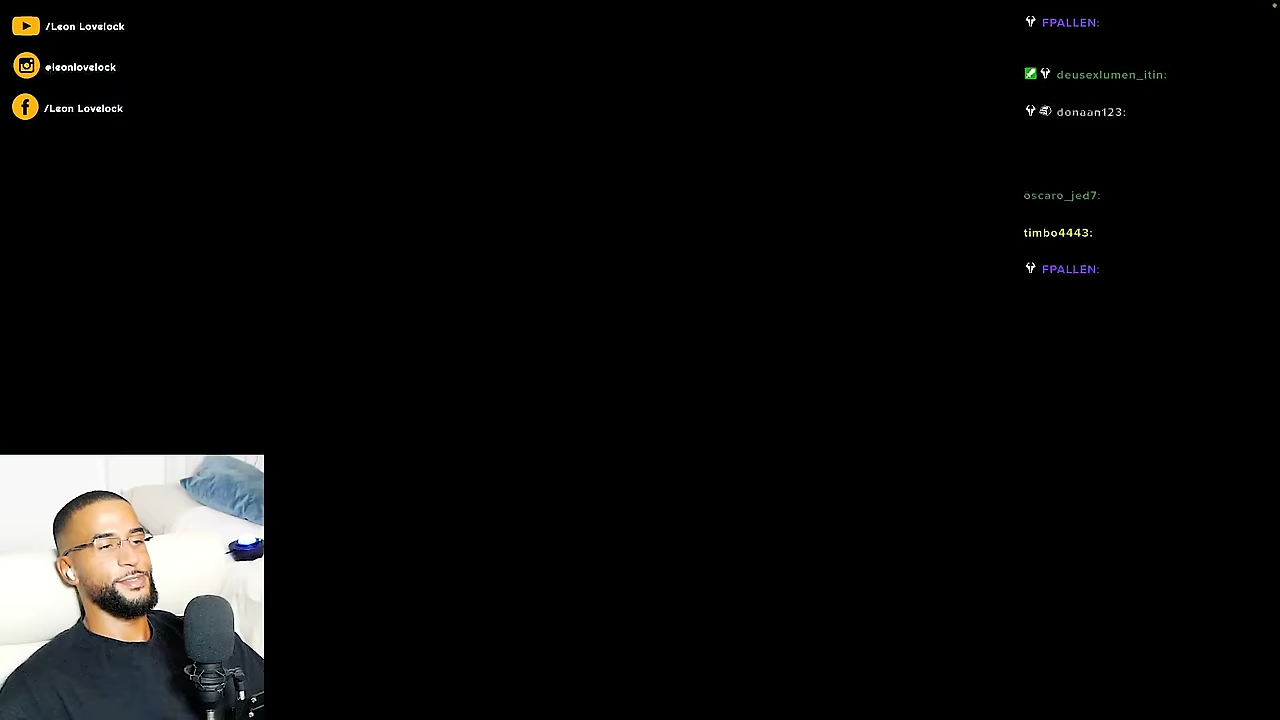 /Leon Lovelock
@leonlovelock
/Leon Lovelock
FPALLEN:
deusexlumen_itin:
donaan123:
oscaro_jed7:
timbo4443:
FPALLEN: